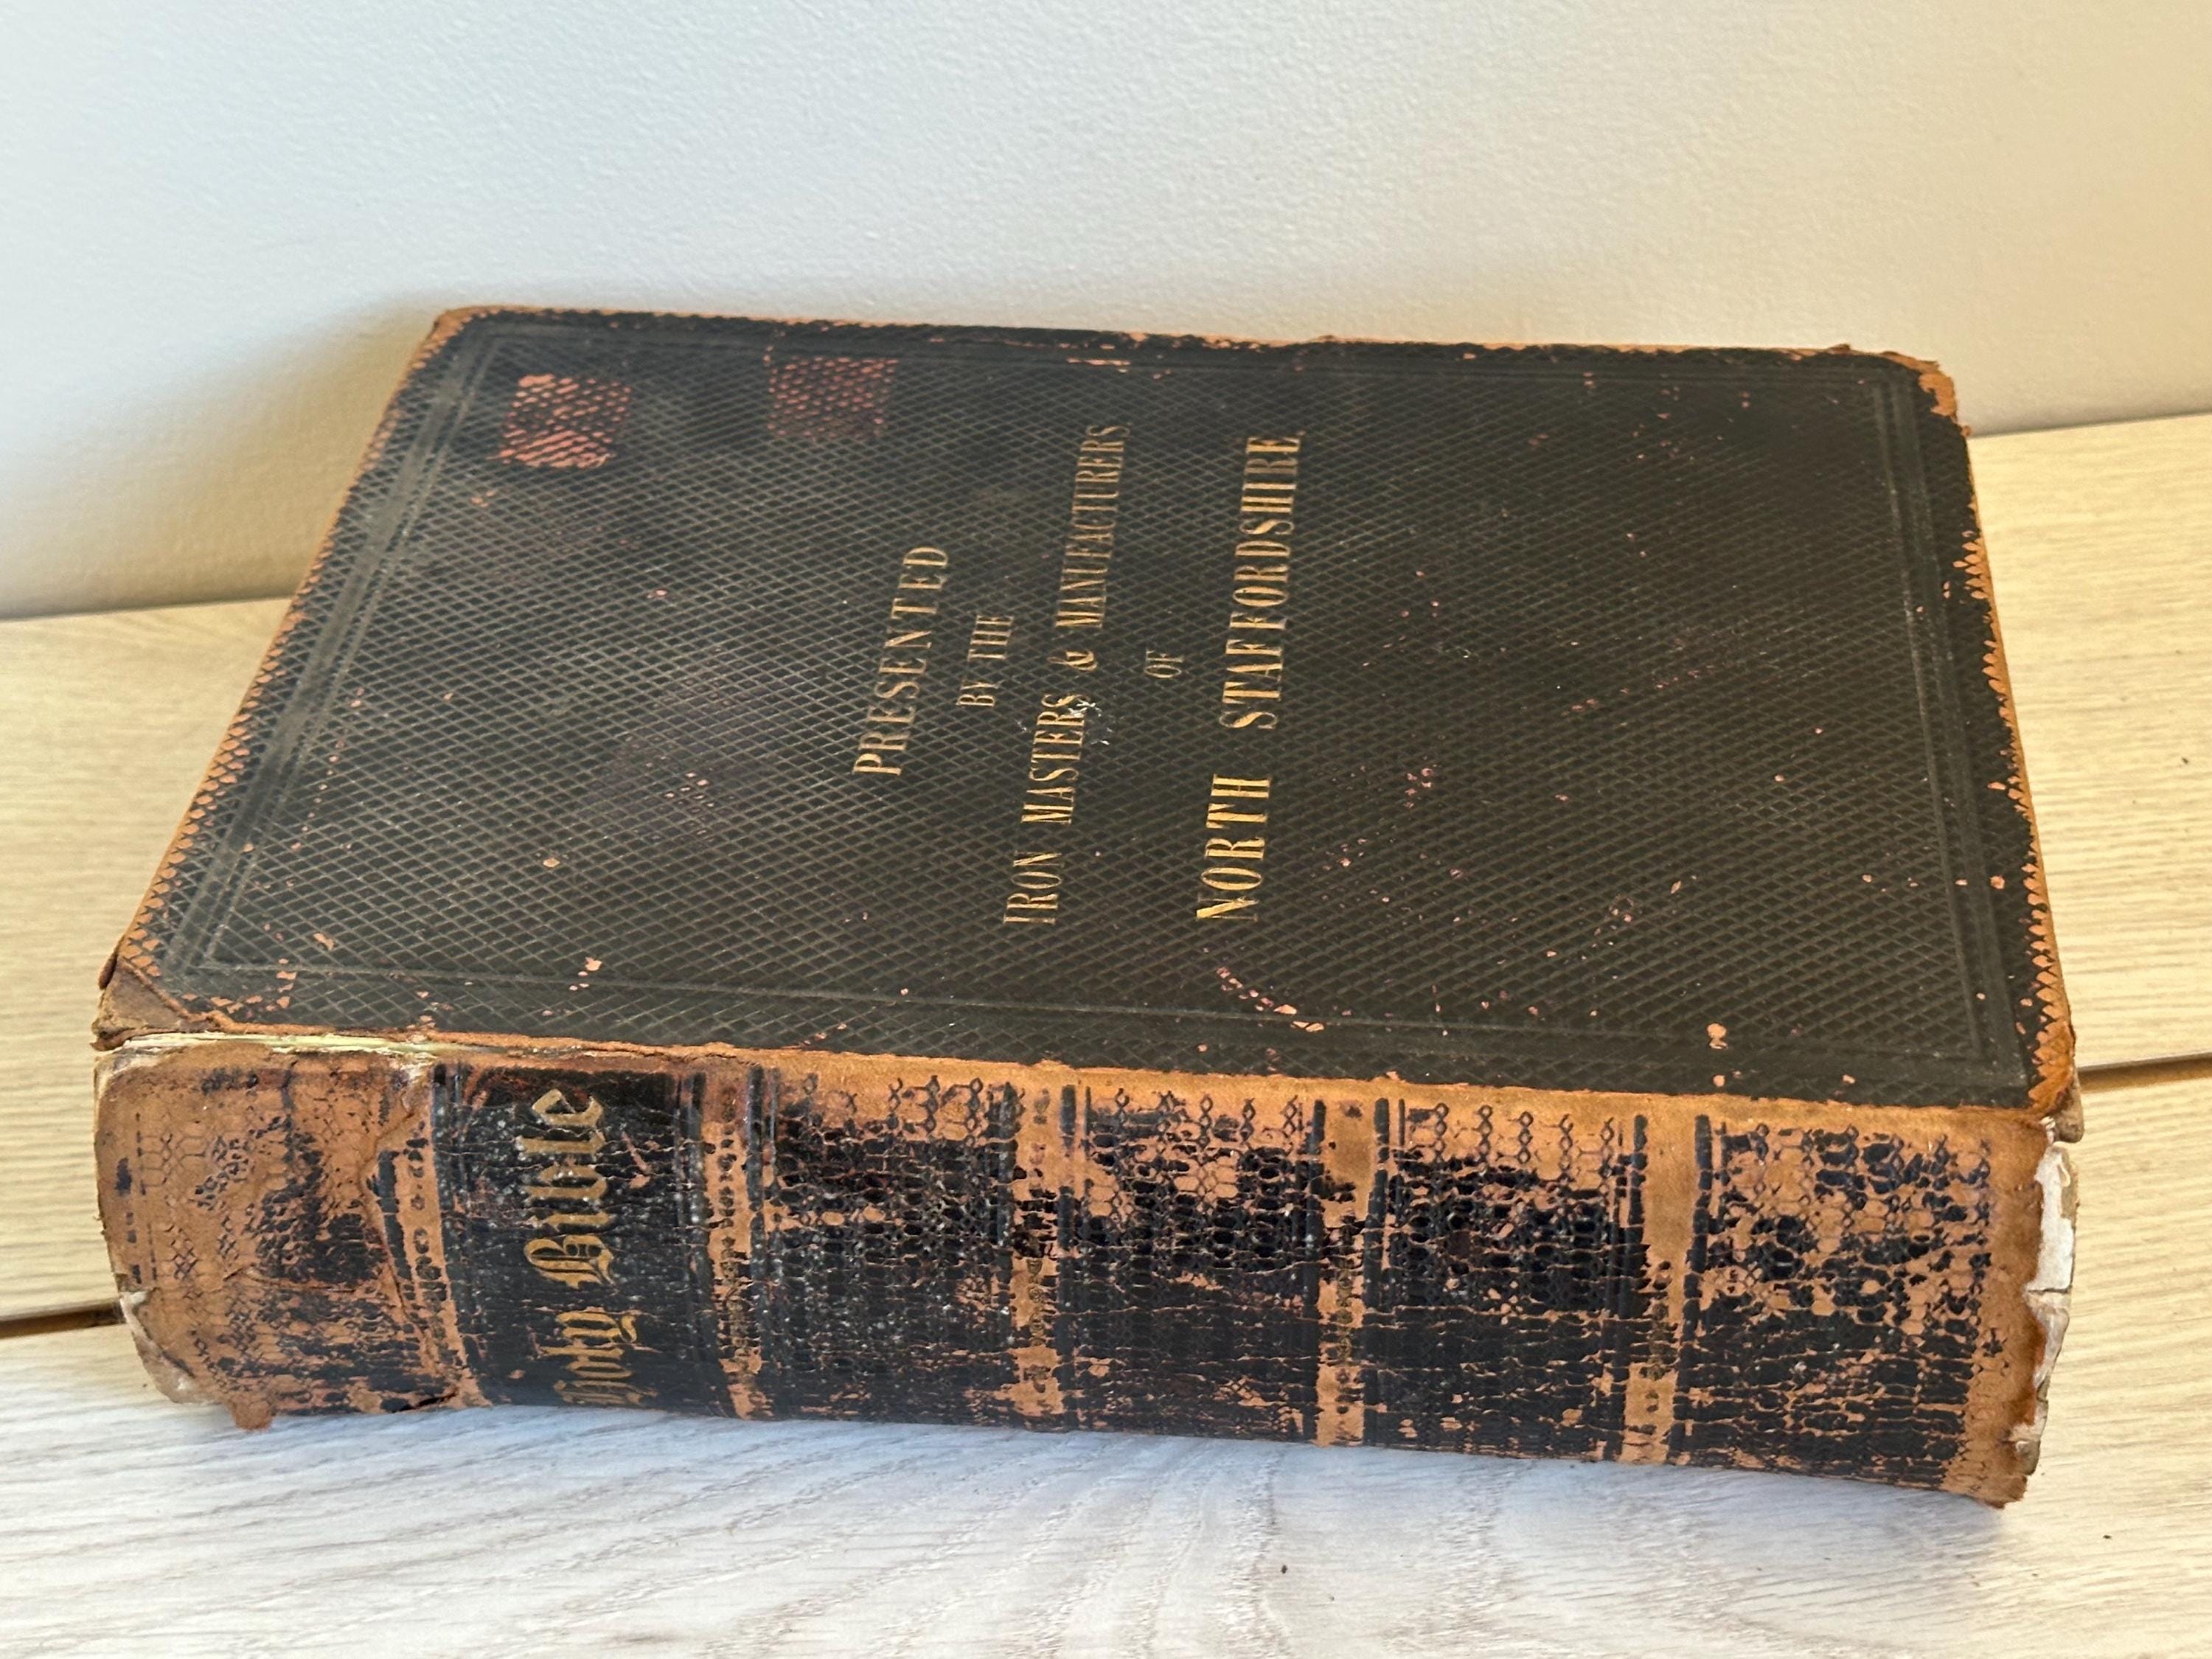 PRESENTED
BY THE
IRON MASTERS & MANUFACTURERS
OF
NORTH STAFFORDSHIRE.
Holy Bible